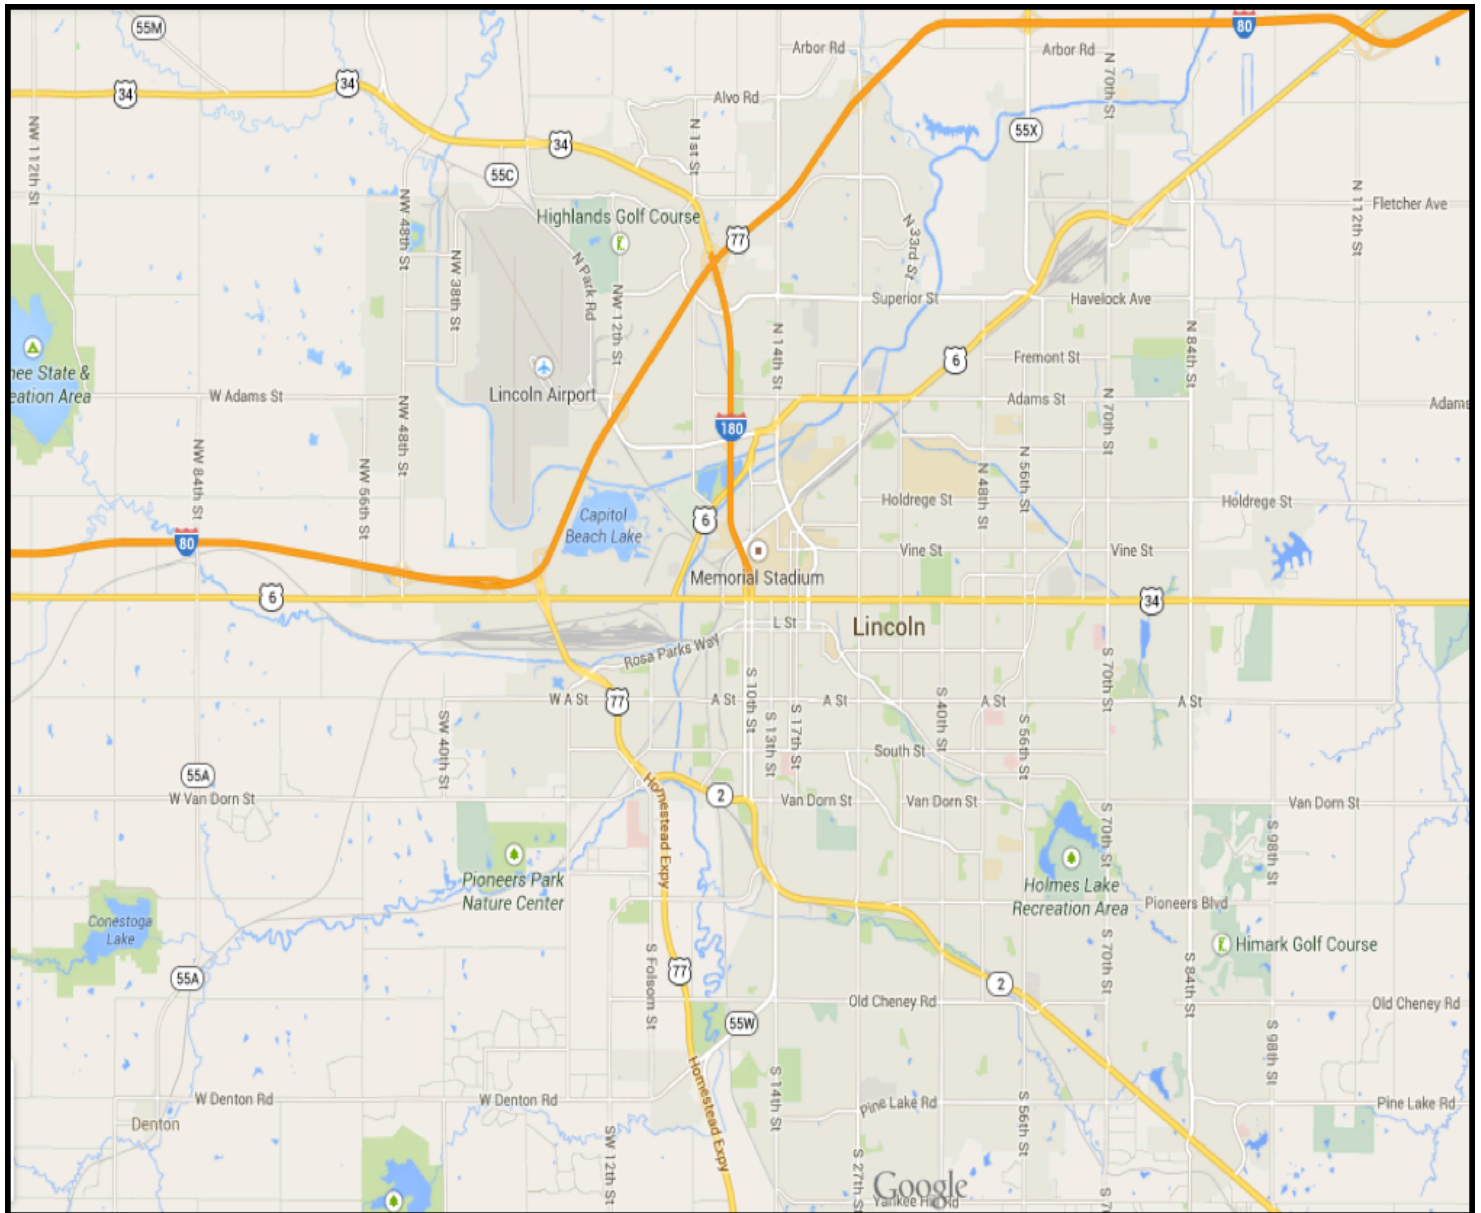 55M
80
Arbor Rd
Arbor Rd
34
34
N 70th St
Alvo Rd
NW 112th St
34
N 1st St
55X
55C
NW 48th St
N 112th St
Fletcher Ave
Highlands Golf Course
N 33rd St
77
NW 38th St
N Park Rd
NW 12th St
Superior St
Havelock Ave
N 14th St
N 84th St
6
Fremont St
nee State &
eation Area
Lincoln Airport
W Adams St
Adams St
N 70th St
Adams
NW 48th St
180
NW 84th St
NW 56th St
N 48th St
N 56th St
Holdrege St
Holdrege St
Capitol
Beach Lake
6
80
Vine St
Vine St
Memorial Stadium
6
34
L St
Lincoln
Rosa Parks Way
S 70th St
W A St
77
A St
S 10th St
A St
S 40th St
A St
A St
SW 40th St
S 13th St
S 17th St
South St
S 56th St
55A
W Van Dorn St
Homestead Expy
2
Van Dorn St
Van Dorn St
S 70th St
Van Dorn St
S 98th St
Pioneers Park
Nature Center
Holmes Lake
Recreation Area
Pioneers Blvd
Conestoga
Lake
Himark Golf Course
55A
S Folsom St
77
2
S 70th St
S 84th St
Old Cheney Rd
Old Cheney Rd
55W
S 98th St
Homestead Expy
W Denton Rd
W Denton Rd
S 14th St
Pine Lake Rd
S 56th St
Pine Lake Rd
Denton
SW 12th St
S 27th St
Google
Yankee Hill Rd